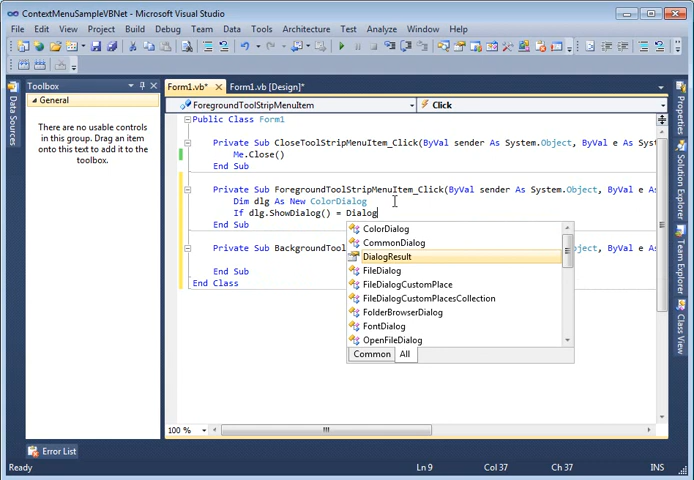 ContextMenuSampleVBNet - Microsoft Visual Studio
File Edit View Project Build Debug Team Data Tools Architecture Test Analyze Window Help
Toolbox
General
There are no usable controls
in this group. Drag an item
onto this text to add it to the
toolbox.
Data Sources
Form1.vb* Form1.vb [Design]*
ForegroundToolStripMenuItem Click
Public Class Form1
Private Sub CloseToolStripMenuItem_Click(ByVal sender As System.Object, ByVal e As Syst
Me.Close()
End Sub
Private Sub ForegroundToolStripMenuItem_Click(ByVal sender As System.Object, ByVal e As
Dim dlg As New ColorDialog
If dlg.ShowDialog() = Dialog
End Sub
Private Sub BackgroundTool bject, ByVal e As
End Sub
End Class
ColorDialog
CommonDialog
DialogResult
FileDialog
FileDialogCustomPlace
FileDialogCustomPlacesCollection
FolderBrowserDialog
FontDialog
OpenFileDialog
Common All
Properties
Solution Explorer
Team Explorer
Class View
100 %
Error List
Ready Ln 9 Col 37 Ch 37 INS